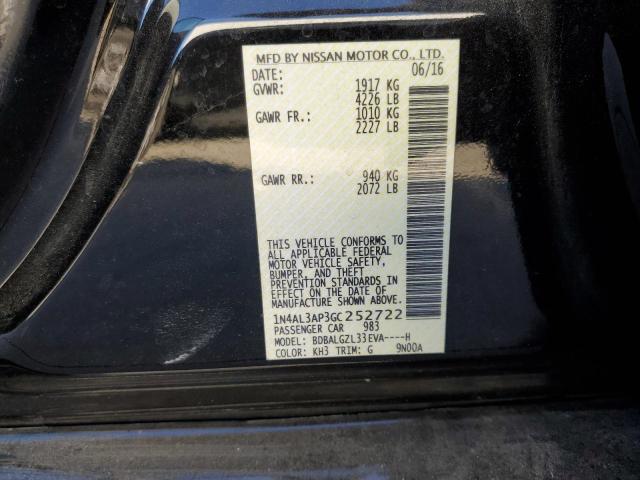 MFD BY NISSAN MOTOR CO., LTD.
DATE: 06/16
GVWR: 1917 KG
4226 LB
GAWR FR.: 1010 KG
2227 LB
GAWR RR.: 940 KG
2072 LB
THIS VEHICLE CONFORMS TO
ALL APPLICABLE FEDERAL
MOTOR VEHICLE SAFETY,
BUMPER, AND THEFT
PREVENTION STANDARDS IN
EFFECT ON THE DATE OF
MANUFACTURE SHOWN ABOVE.
1N4AL3AP3GC252722
PASSENGER CAR 983
MODEL: BDBALGZL33EVA----H
COLOR: KH3 TRIM: G 9N00A